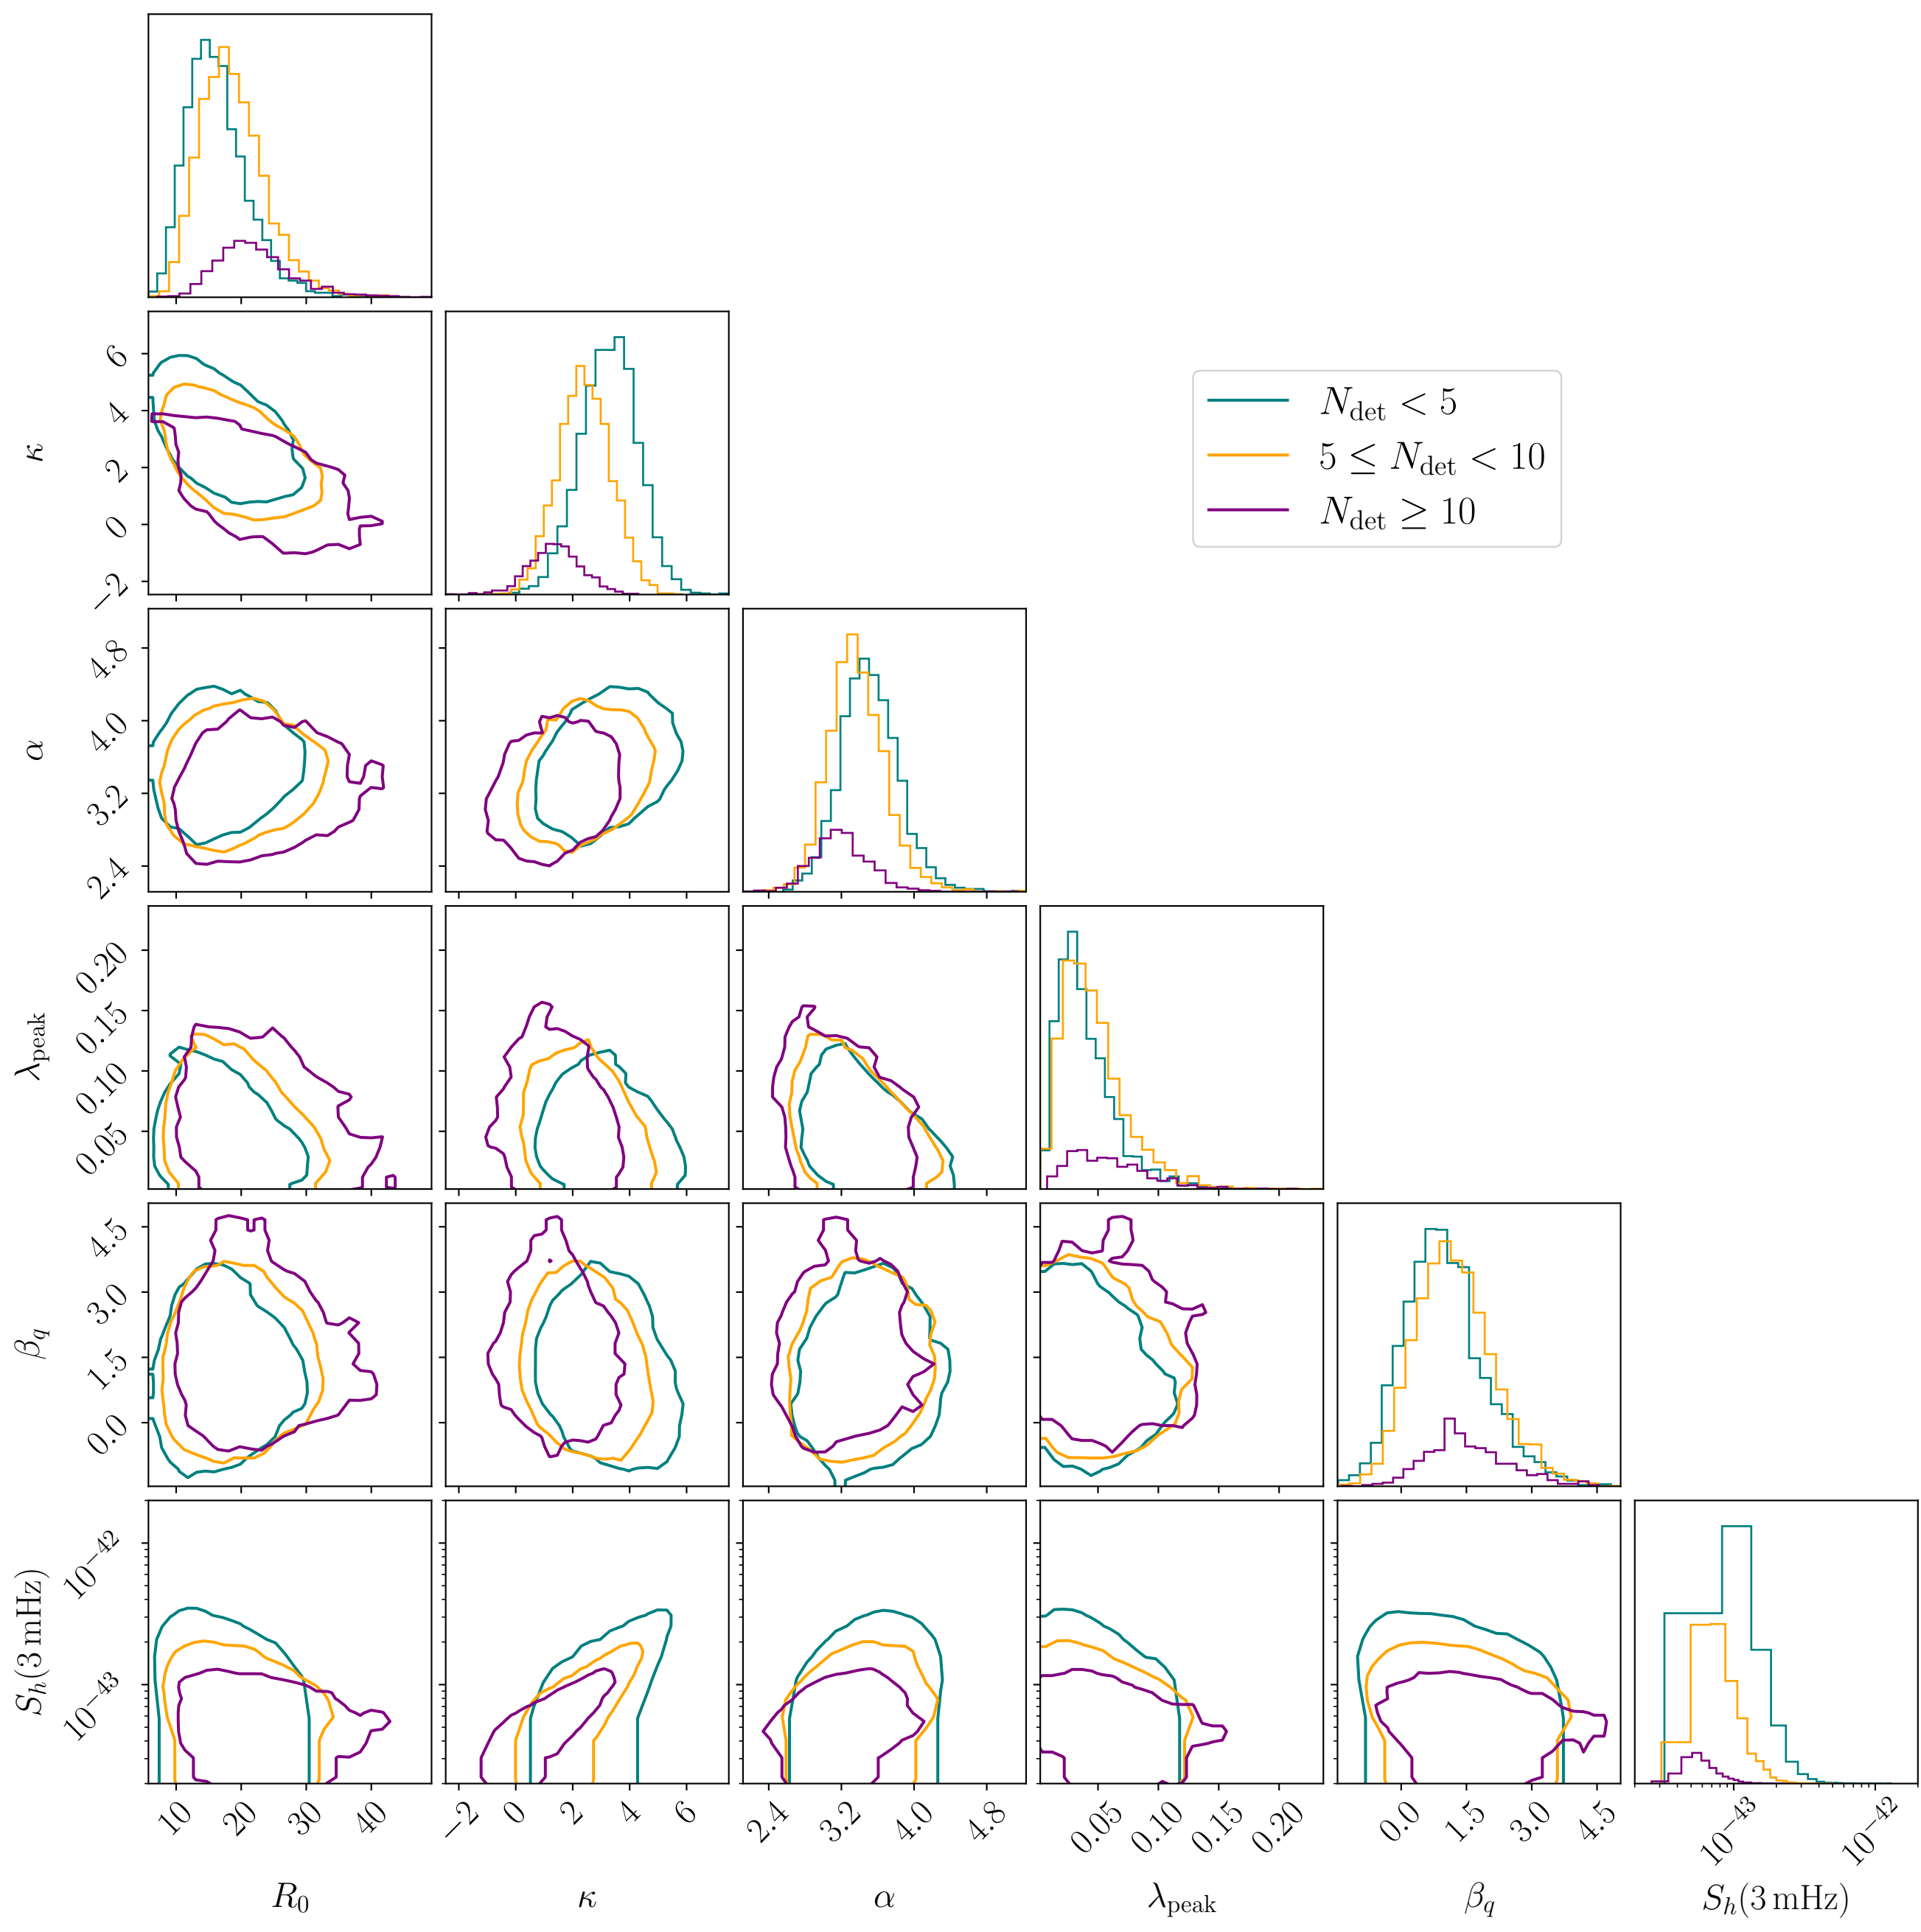 κ
6
4
2
0
−2
N_det < 5
5 ≤ N_det < 10
N_det ≥ 10
α
4.8
4.0
3.2
2.4
λ_peak
0.20
0.15
0.10
0.05
β_q
4.5
3.0
1.5
0.0
S_h(3 mHz)
10^−42
10^−43
10 20 30 40
−2 0 2 4 6
2.4 3.2 4.0 4.8
0.05 0.10 0.15 0.20
0.0 1.5 3.0 4.5
10^−43 10^−42
R_0 κ α λ_peak β_q S_h(3 mHz)